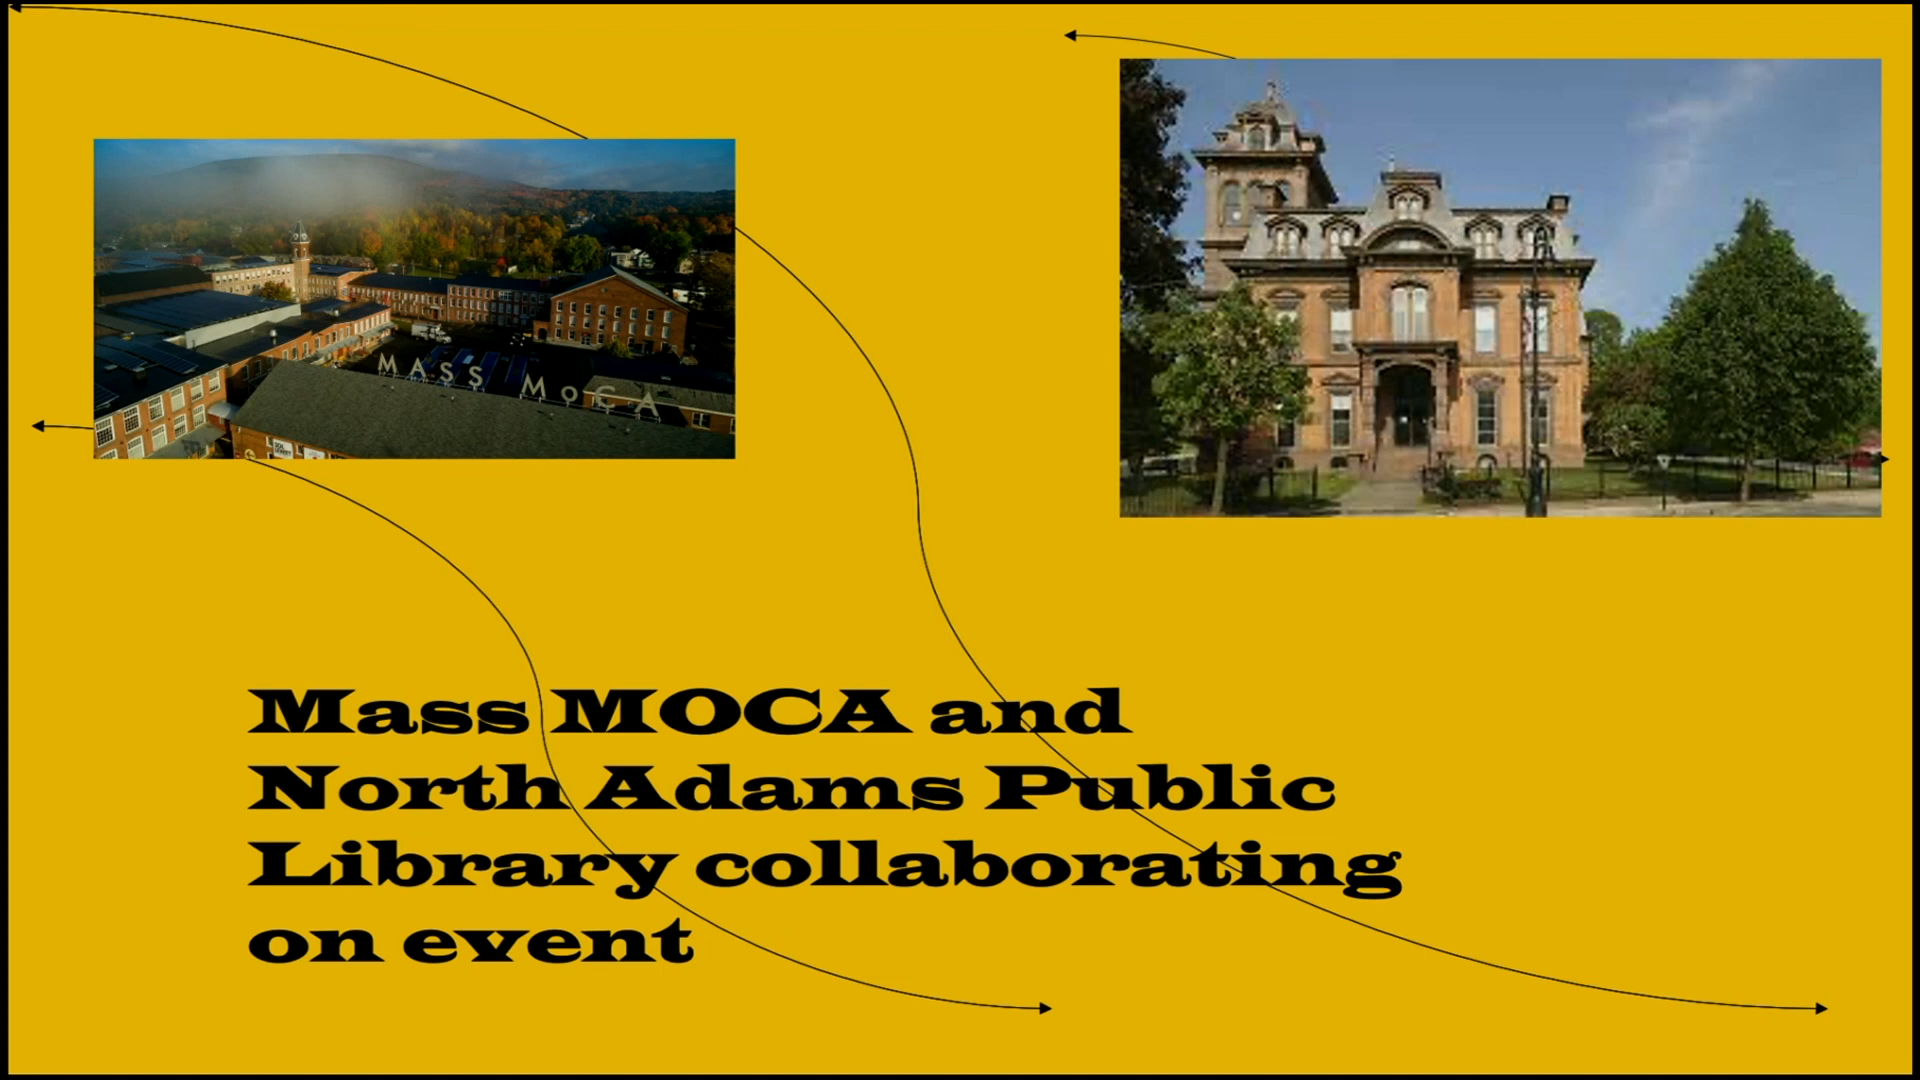 MASS MoCA
Mass MOCA and
North Adams Public
Library collaborating
on event